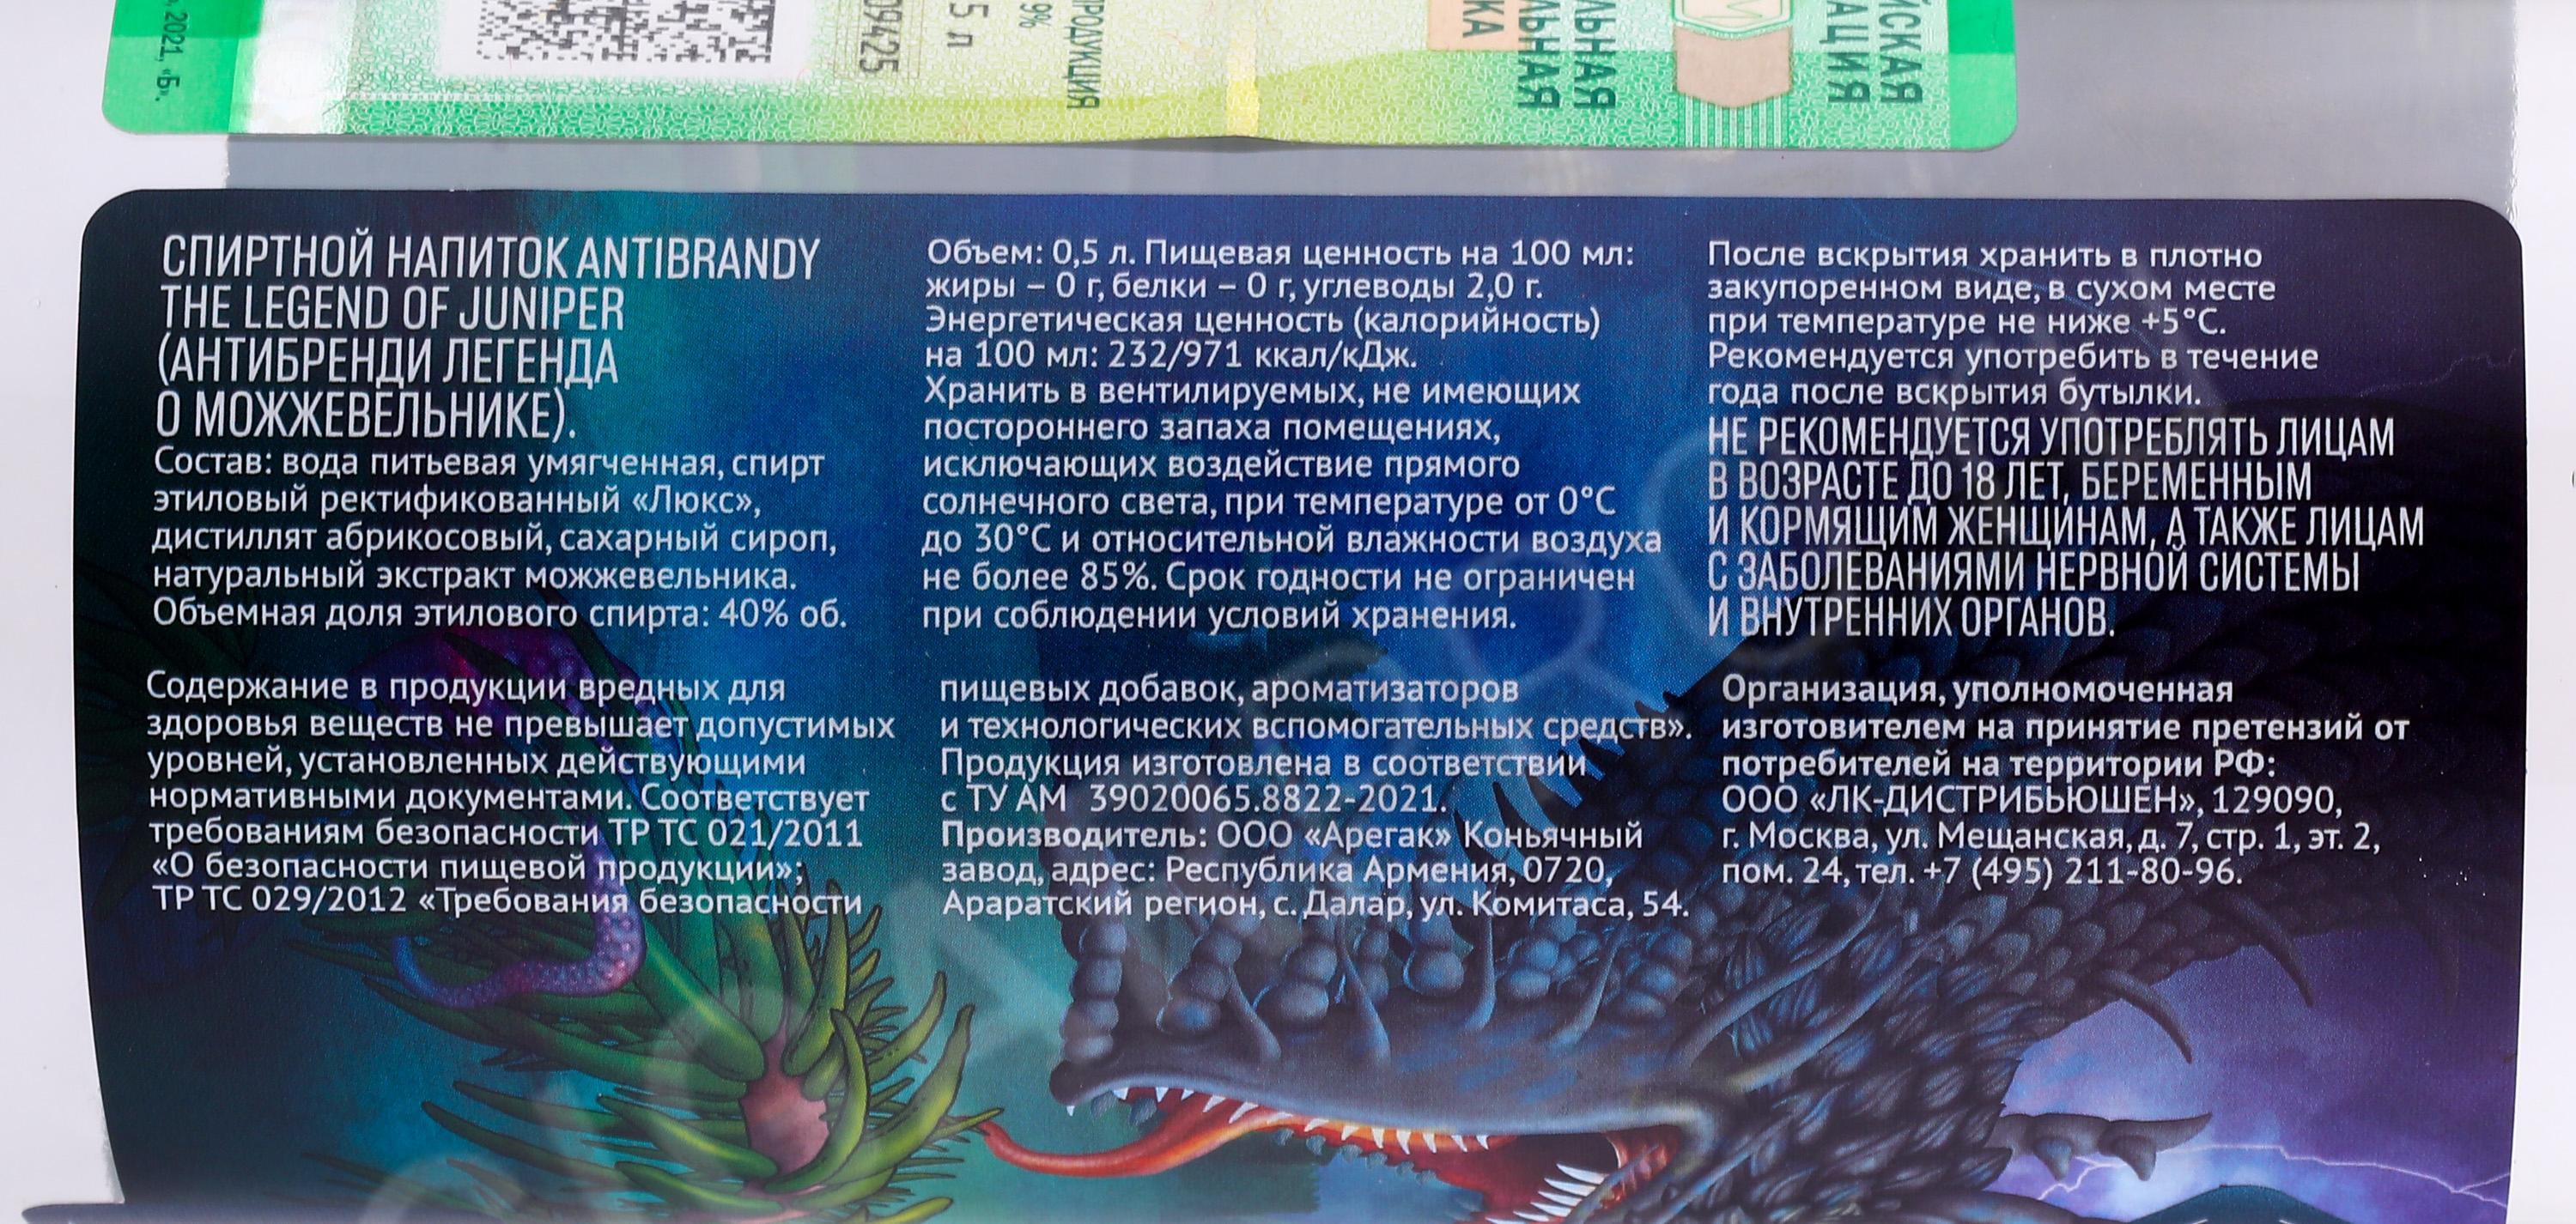 2021, «Б».
09425
5 л
9%
ПРОДУКЦИЯ
СПИРТНОЙ НАПИТОК ANTIBRANDY
THE LEGEND OF JUNIPER
(АНТИБРЕНДИ ЛЕГЕНДА
О МОЖЖЕВЕЛЬНИКЕ).
Состав: вода питьевая умягченная, спирт
этиловый ректификованный «Люкс»,
дистиллят абрикосовый, сахарный сироп,
натуральный экстракт можжевельника.
Объемная доля этилового спирта: 40% об.
Объем: 0,5 л. Пищевая ценность на 100 мл:
жиры – 0 г, белки – 0 г, углеводы 2,0 г.
Энергетическая ценность (калорийность)
на 100 мл: 232/971 ккал/кДж.
Хранить в вентилируемых, не имеющих
постороннего запаха помещениях,
исключающих воздействие прямого
солнечного света, при температуре от 0°С
до 30°С и относительной влажности воздуха
не более 85%. Срок годности не ограничен
при соблюдении условий хранения.
После вскрытия хранить в плотно
закупоренном виде, в сухом месте
при температуре не ниже +5°С.
Рекомендуется употребить в течение
года после вскрытия бутылки.
НЕ РЕКОМЕНДУЕТСЯ УПОТРЕБЛЯТЬ ЛИЦАМ
В ВОЗРАСТЕ ДО 18 ЛЕТ, БЕРЕМЕННЫМ
И КОРМЯЩИМ ЖЕНЩИНАМ, А ТАКЖЕ ЛИЦАМ
С ЗАБОЛЕВАНИЯМИ НЕРВНОЙ СИСТЕМЫ
И ВНУТРЕННИХ ОРГАНОВ.
Содержание в продукции вредных для
здоровья веществ не превышает допустимых
уровней, установленных действующими
нормативными документами. Соответствует
требованиям безопасности ТР ТС 021/2011
«О безопасности пищевой продукции»;
ТР ТС 029/2012 «Требования безопасности
пищевых добавок, ароматизаторов
и технологических вспомогательных средств».
Продукция изготовлена в соответствии
с ТУ АМ 39020065.8822-2021.
Производитель: ООО «Арегак» Коньячный
завод, адрес: Республика Армения, 0720,
Араратский регион, с. Далар, ул. Комитаса, 54.
Организация, уполномоченная
изготовителем на принятие претензий от
потребителей на территории РФ:
ООО «ЛК-ДИСТРИБЬЮШЕН», 129090,
г. Москва, ул. Мещанская, д. 7, стр. 1, эт. 2,
пом. 24, тел. +7 (495) 211-80-96.